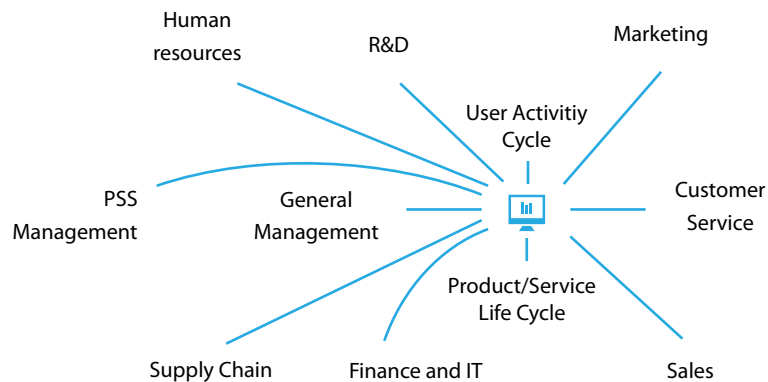 Human
resources
R&D
Marketing
User Activitiy
Cycle
PSS
Management
General
Management
Customer
Service
Product/Service
Life Cycle
Supply Chain
Finance and IT
Sales